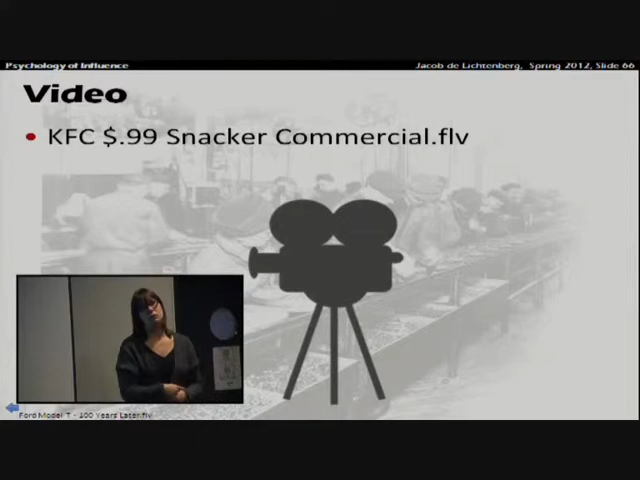 Psychology of Influence
Jacob de Lichtenberg, Spring 2012, Slide 66
Video
KFC $.99 Snacker Commercial.flv
Ford Model T - 100 Years Later.flv